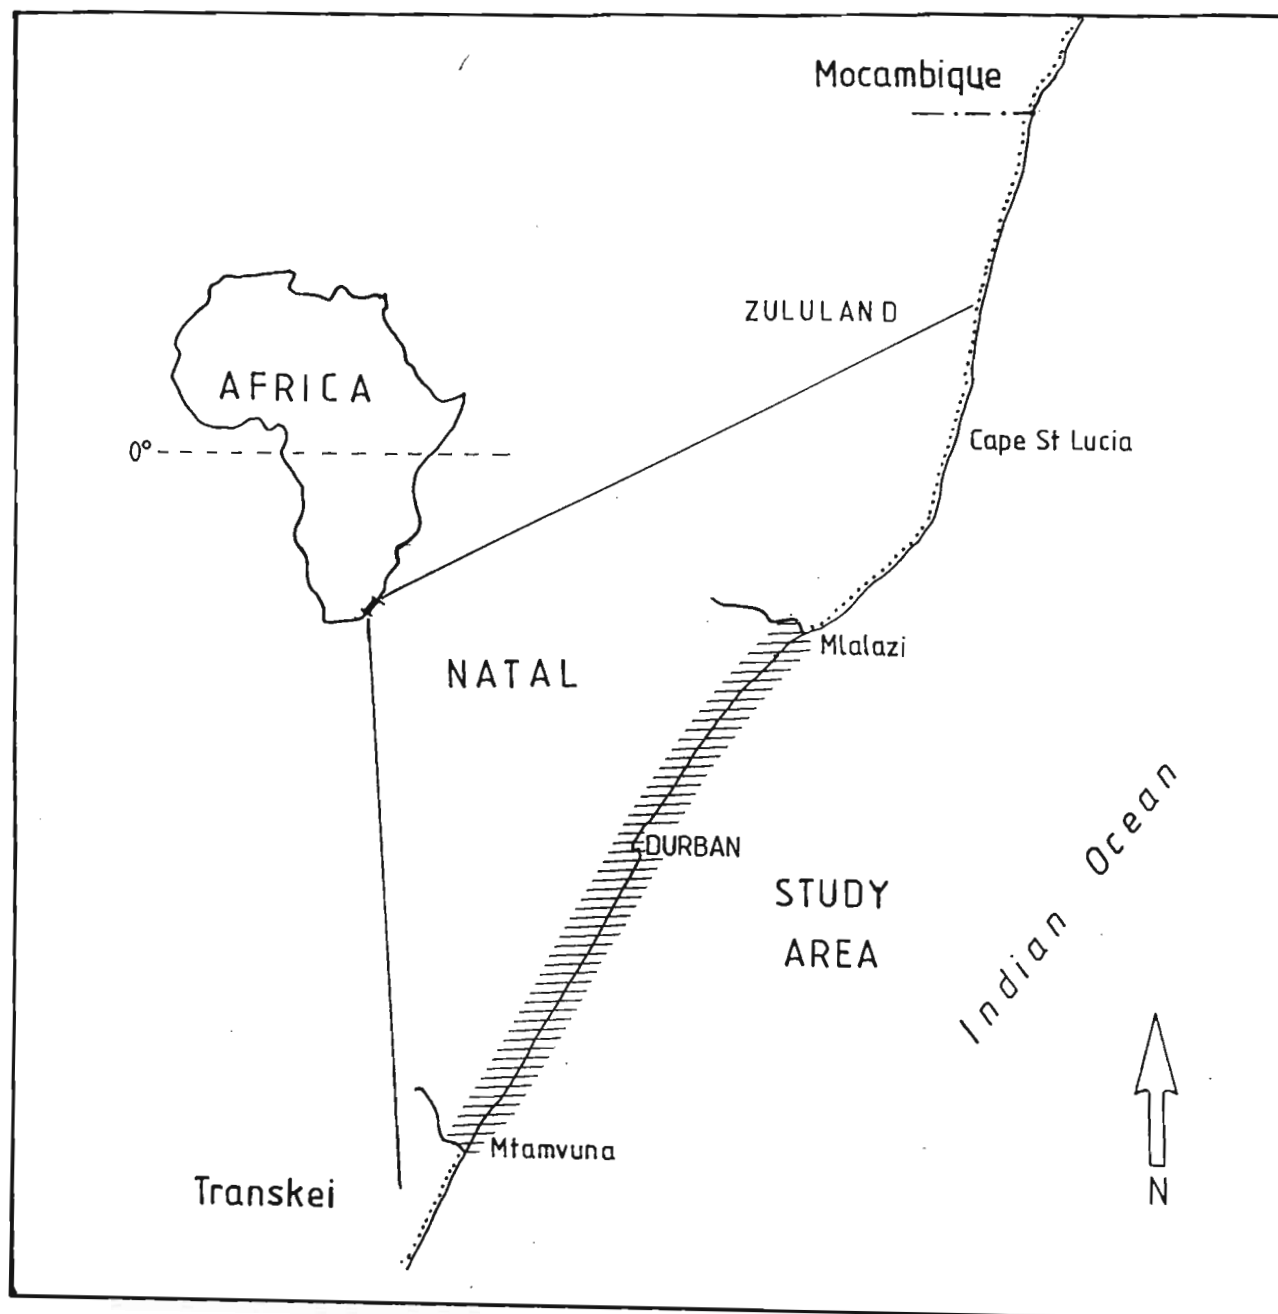 Mocambique
ZULULAND
AFRICA
0°
Cape St Lucia
Mlalazi
NATAL
DURBAN
STUDY
AREA
Indian Ocean
Mtamvuna
Transkei
N